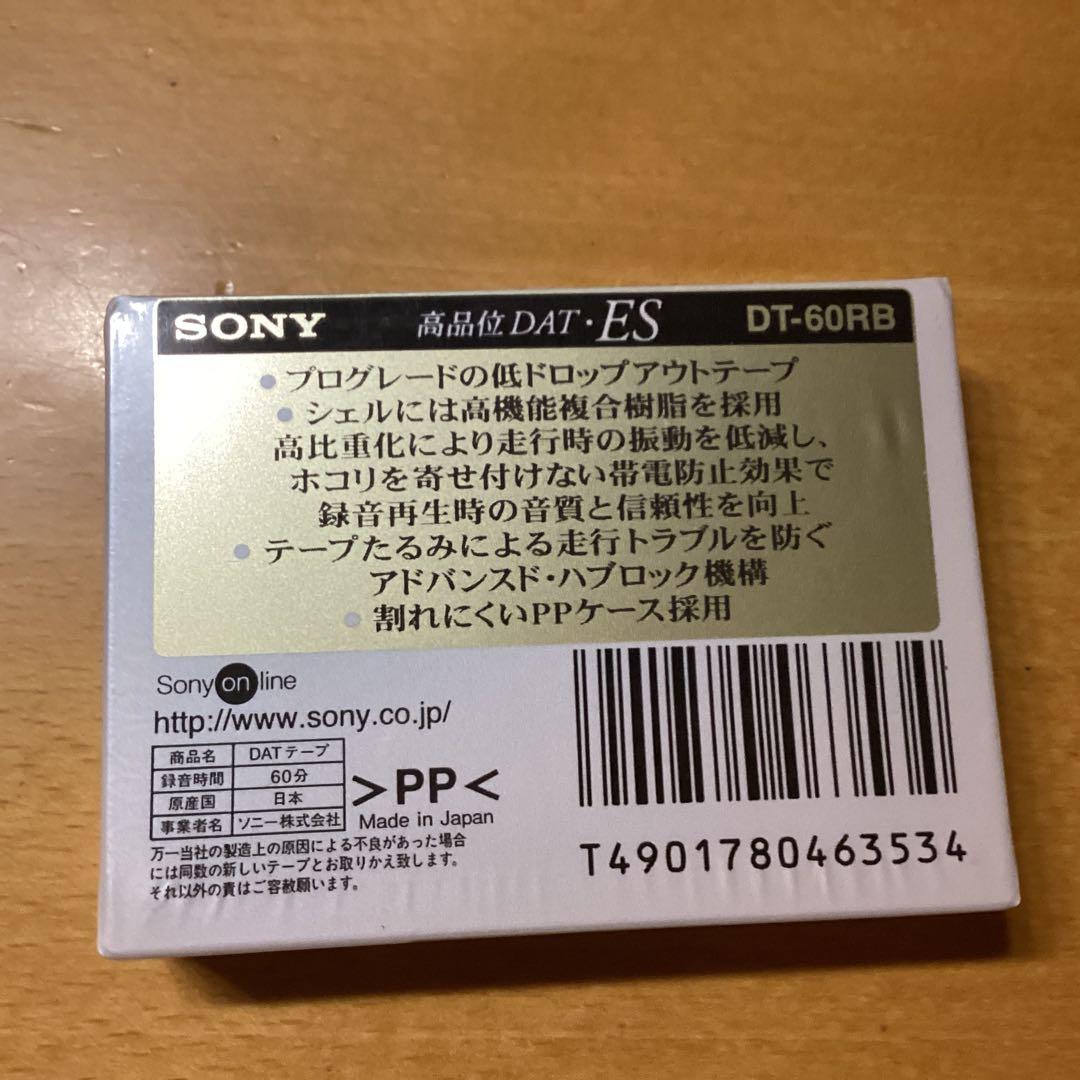 SONY 高品位DAT・ES DT-60RB
● プログレードの低ドロップアウトテープ
● シェルには高機能複合樹脂を採用
高比重化により走行時の振動を低減し、
ホコリを寄せ付けない帯電防止効果で
録音再生時の音質と信頼性を向上
● テープたるみによる走行トラブルを防ぐ
アドバンスド・ハブロック機構
● 割れにくいPPケース採用
Sony on line
http://www.sony.co.jp/
商品名 DATテープ
録音時間 60分
原産国 日本
事業者名 ソニー株式会社
>PP<
Made in Japan
万一当社の製造上の原因による不良があった場合
には同数の新しいテープとお取りかえ致します。
それ以外の責はご容赦願います。
T4901780463534